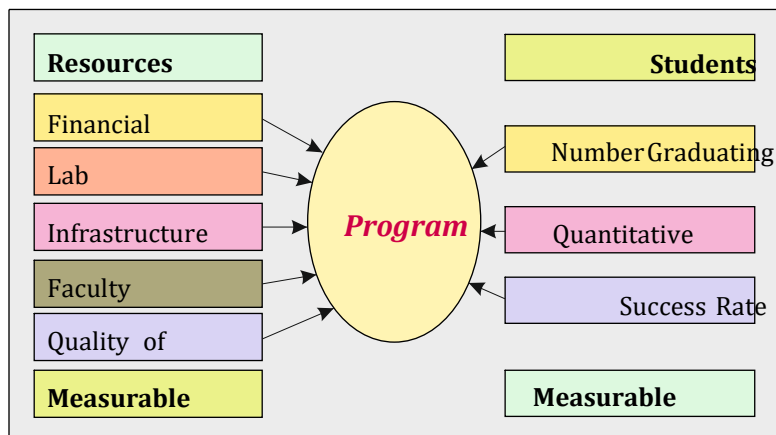 Resources
Financial
Lab
Infrastructure
Faculty
Quality of
Measurable
Program
Students
Number Graduating
Quantitative
Success Rate
Measurable